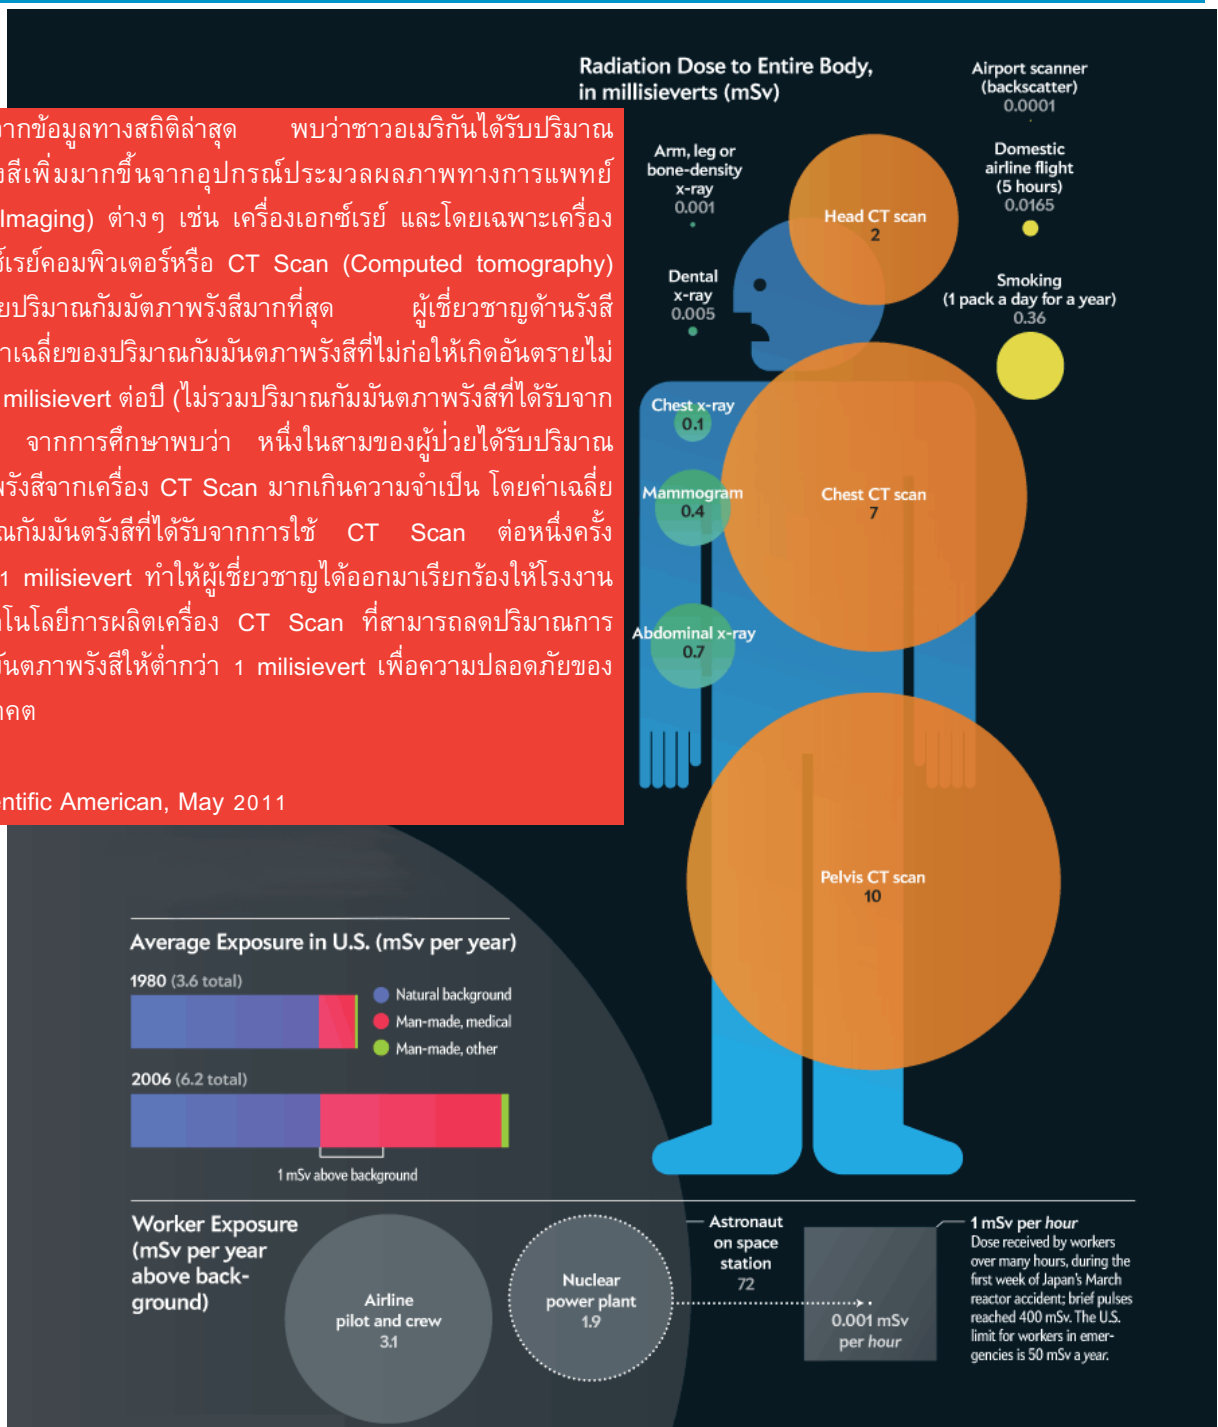 Radiation Dose to Entire Body,
in millisieverts (mSv)
Airport scanner
(backscatter)
0.0001
ากข้อมูลทางสถิติล่าสุด พบว่าชาวอเมริกันได้รับปริมาณ
งสีเพิ่มมากขึ้นจากอุปกรณ์ประมวลผลภาพทางการแพทย์
Imaging) ต่างๆ เช่น เครื่องเอกซ์เรย์ และโดยเฉพาะเครื่อง
ซ์เรย์คอมพิวเตอร์หรือ CT Scan (Computed tomography)
ยปริมาณกัมมัตภาพรังสีมากที่สุด ผู้เชี่ยวชาญด้านรังสี
าเฉลี่ยของปริมาณกัมมันตภาพรังสีที่ไม่ก่อให้เกิดอันตรายไม่
milisievert ต่อปี (ไม่รวมปริมาณกัมมันตภาพรังสีที่ได้รับจาก
จากการศึกษาพบว่า หนึ่งในสามของผู้ป่วยได้รับปริมาณ
พรังสีจากเครื่อง CT Scan มากเกินความจำเป็น โดยค่าเฉลี่ย
ณกัมมันตรังสีที่ได้รับจากการใช้ CT Scan ต่อหนึ่งครั้ง
1 milisievert ทำให้ผู้เชี่ยวชาญได้ออกมาเรียกร้องให้โรงงาน
คโนโลยีการผลิตเครื่อง CT Scan ที่สามารถลดปริมาณการ
มันตภาพรังสีให้ต่ำกว่า 1 milisievert เพื่อความปลอดภัยของ
าคต
entific American, May 2011
Arm, leg or
bone-density
x-ray
0.001
Domestic
airline flight
(5 hours)
0.0165
Head CT scan
2
Dental
x-ray
0.005
Smoking
(1 pack a day for a year)
0.36
Chest x-ray
0.1
Mammogram
0.4
Chest CT scan
7
Abdominal x-ray
0.7
Pelvis CT scan
10
Average Exposure in U.S. (mSv per year)
1980 (3.6 total)
Natural background
Man-made, medical
Man-made, other
2006 (6.2 total)
1 mSv above background
Worker Exposure
(mSv per year
above back-
ground)
Airline
pilot and crew
3.1
Nuclear
power plant
1.9
Astronaut
on space
station
72
0.001 mSv
per hour
1 mSv per hour
Dose received by workers
over many hours, during the
first week of Japan's March
reactor accident; brief pulses
reached 400 mSv. The U.S.
limit for workers in emer-
gencies is 50 mSv a year.